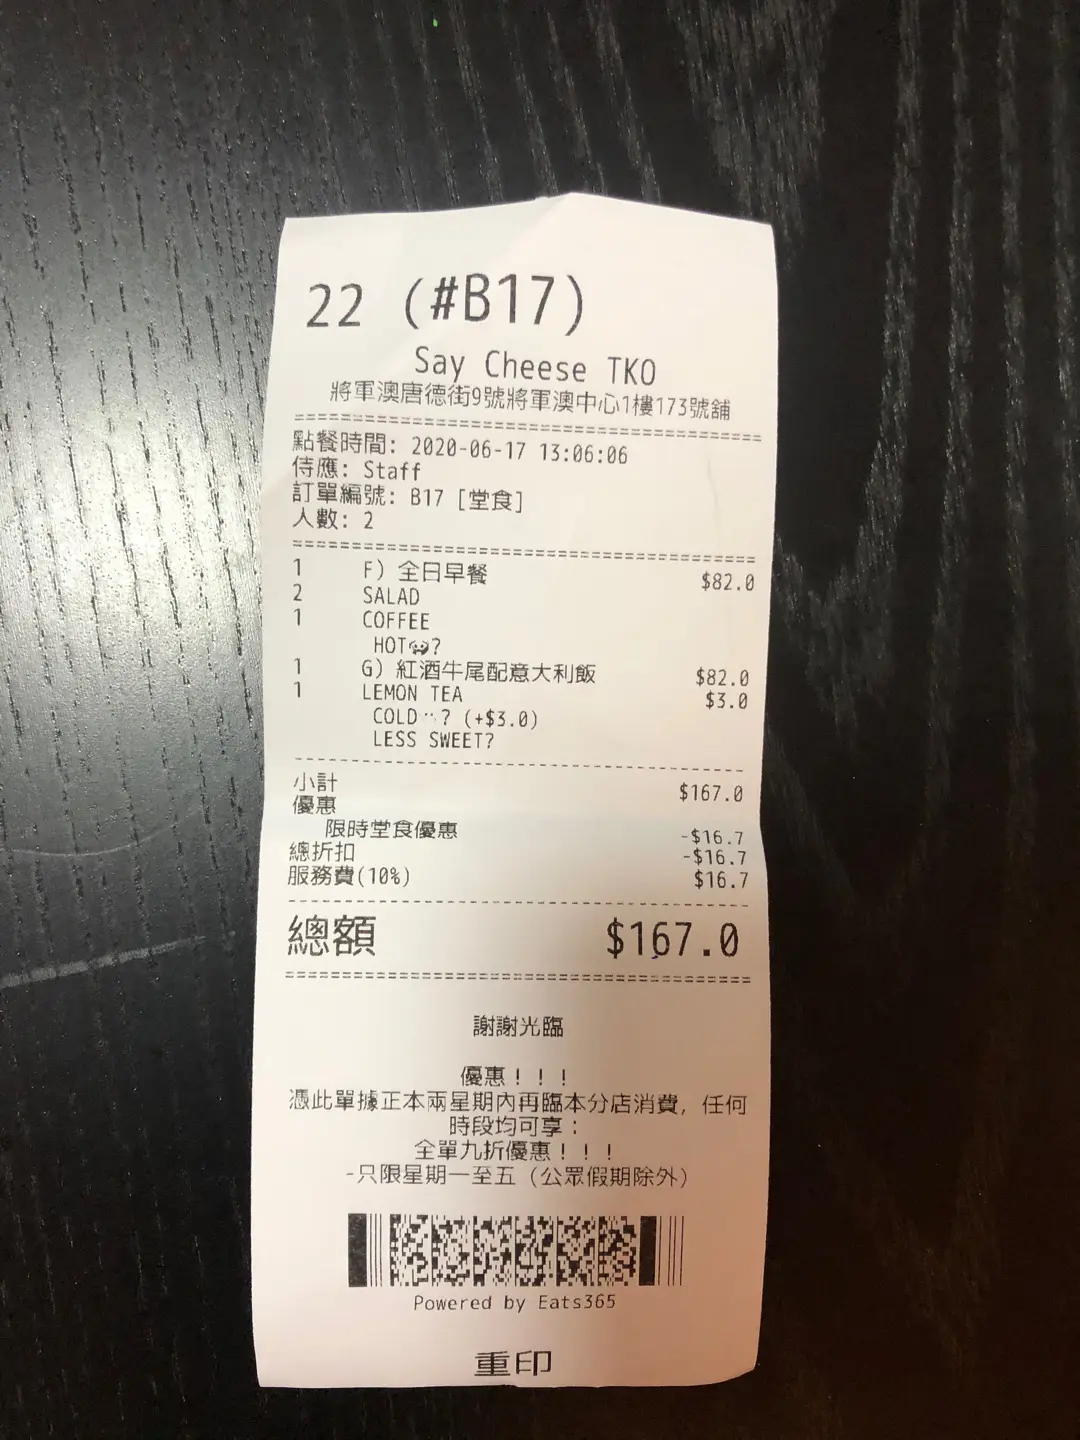 22 (#B17)
Say Cheese TKO
將軍澳唐德街9號將軍澳中心1樓173號舖
點餐時間: 2020-06-17 13:06:06
侍應: Staff
訂單編號: B17 [堂食]
人數: 2
1 F) 全日早餐 $82.0
2 SALAD
1 COFFEE
HOT?
1 G) 紅酒牛尾配意大利飯 $82.0
1 LEMON TEA $3.0
COLD ? (+$3.0)
LESS SWEET?
小計 $167.0
優惠
限時堂食優惠 -$16.7
總折扣 -$16.7
服務費(10%) $16.7
總額 $167.0
謝謝光臨
優惠！！！
憑此單據正本兩星期內再臨本分店消費，任何
時段均可享：
全單九折優惠！！！
-只限星期一至五（公眾假期除外）
Powered by Eats365
重印